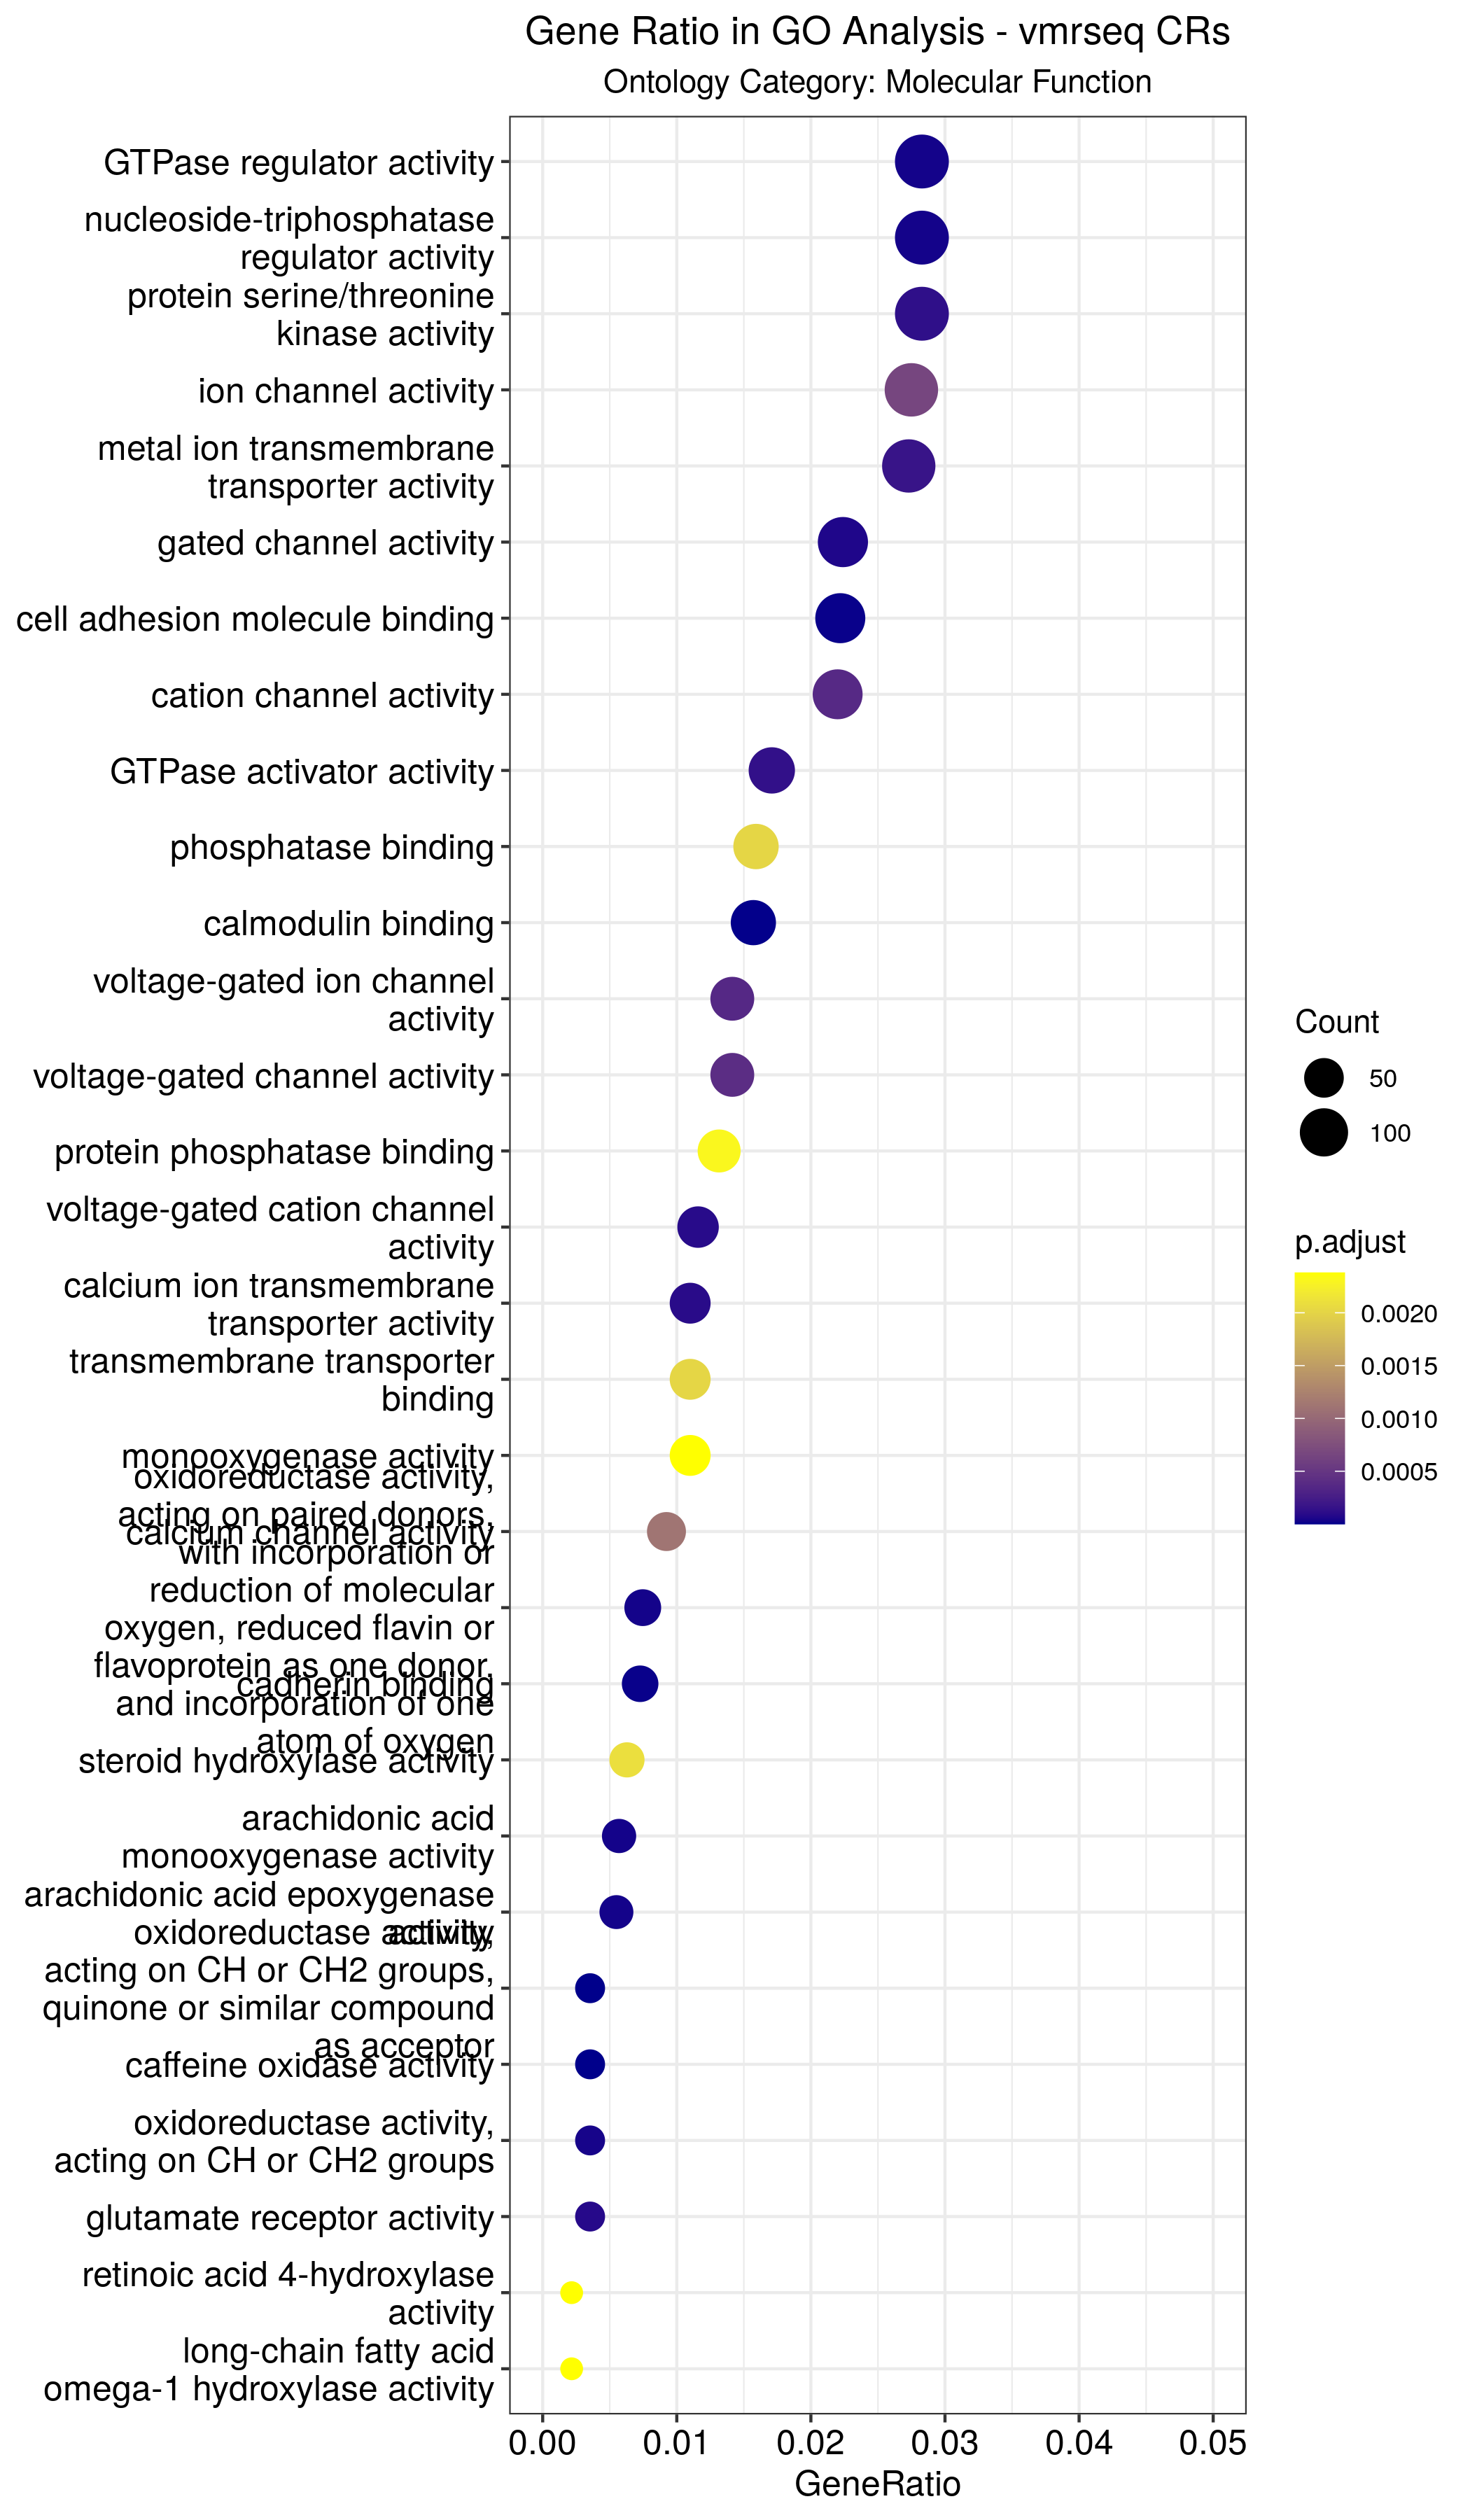 Gene Ratio in GO Analysis - vmrseq CRs
Ontology Category: Molecular Function
GTPase regulator activity
nucleoside-triphosphatase
regulator activity
protein serine/threonine
kinase activity
ion channel activity
metal ion transmembrane
transporter activity
gated channel activity
cell adhesion molecule binding
cation channel activity
GTPase activator activity
phosphatase binding
calmodulin binding
voltage-gated ion channel
activity
voltage-gated channel activity
protein phosphatase binding
voltage-gated cation channel
activity
calcium ion transmembrane
transporter activity
transmembrane transporter
binding
monooxygenase activity
calcium channel activity
oxidoreductase activity,
acting on paired donors,
with incorporation or
reduction of molecular
oxygen, reduced flavin or
flavoprotein as one donor,
and incorporation of one
atom of oxygen
cadherin binding
steroid hydroxylase activity
arachidonic acid
monooxygenase activity
arachidonic acid epoxygenase
activity
oxidoreductase activity,
acting on CH or CH2 groups,
quinone or similar compound
as acceptor
caffeine oxidase activity
oxidoreductase activity,
acting on CH or CH2 groups
glutamate receptor activity
retinoic acid 4-hydroxylase
activity
long-chain fatty acid
omega-1 hydroxylase activity
0.00 0.01 0.02 0.03 0.04 0.05
GeneRatio
Count
50
100
p.adjust
0.0020
0.0015
0.0010
0.0005